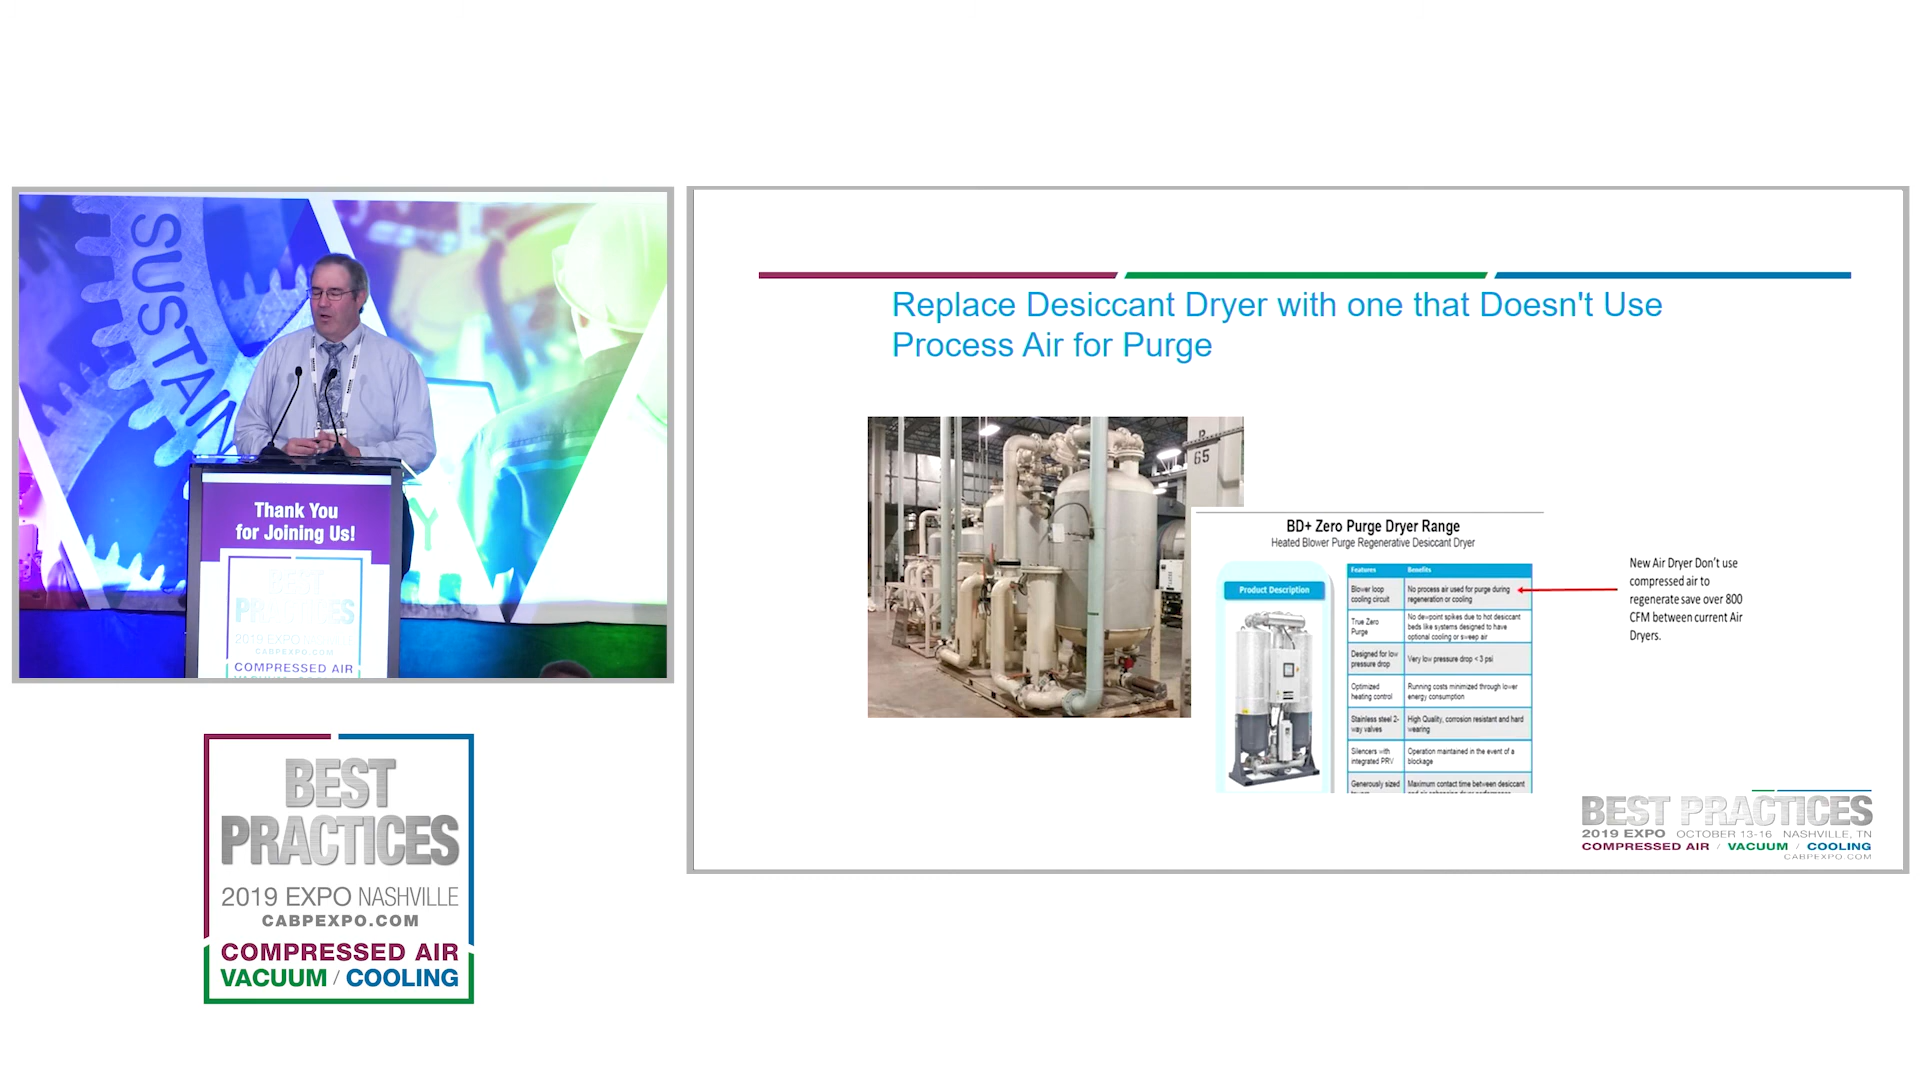 SUSTAIN
Y
Thank You
for Joining Us!
BEST
PRACTICES
2019 EXPO NASHVILLE
CABPEXPO.COM
COMPRESSED AIR
BEST
PRACTICES
2019 EXPO NASHVILLE
CABPEXPO.COM
COMPRESSED AIR
VACUUM / COOLING
Replace Desiccant Dryer with one that Doesn't Use
Process Air for Purge
65
BD+ Zero Purge Dryer Range
Heated Blower Purge Regenerative Desiccant Dryer
Product Description
Features Benefits
Blower loop
cooling circuit
No process air used for purge during
regeneration or cooling
True Zero
Purge
No dewpoint spikes due to hot desiccant
beds like systems designed to have
optional cooling or sweep air
Designed for low
pressure drop
Very low pressure drop < 3 psi
Optimized
heating control
Running costs minimized through lower
energy consumption
Stainless steel 2-
way valves
High Quality, corrosion resistant and hard
wearing
Silencers with
integrated PRV
Operation maintained in the event of a
blockage
Generously sized
Maximum contact time between desiccant
New Air Dryer Don't use
compressed air to
regenerate save over 800
CFM between current Air
Dryers.
BEST PRACTICES
2019 EXPO OCTOBER 13-16 NASHVILLE, TN
COMPRESSED AIR / VACUUM / COOLING
CABPEXPO.COM